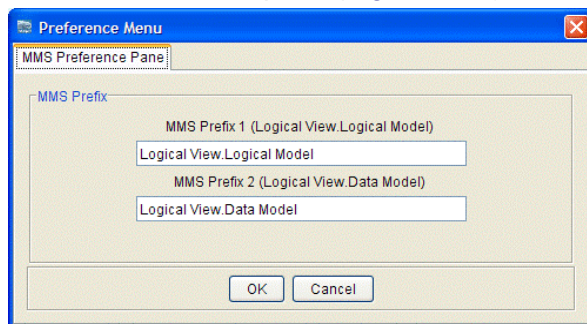 Preference Menu
MMS Preference Pane
MMS Prefix
MMS Prefix 1 (Logical View.Logical Model)
Logical View.Logical Model
MMS Prefix 2 (Logical View.Data Model)
Logical View.Data Model
OK Cancel